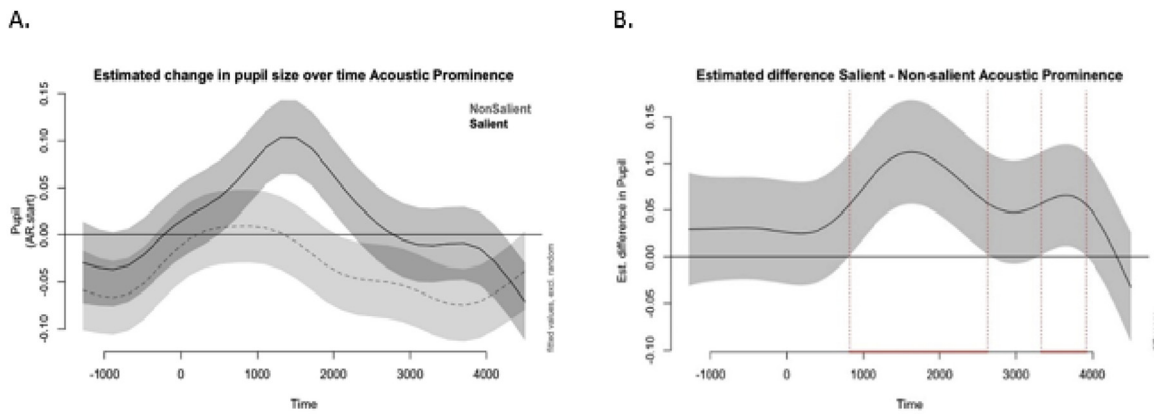 A.
Estimated change in pupil size over time Acoustic Prominence
NonSalient
Salient
Pupil
(AR.start)
0.15
0.10
0.05
0.00
-0.05
-0.10
-1000 0 1000 2000 3000 4000
Time
fitted values, excl. random
B.
Estimated difference Salient - Non-salient Acoustic Prominence
Est. difference in Pupil
0.15
0.10
0.05
0.00
-0.05
-0.10
-1000 0 1000 2000 3000 4000
Time